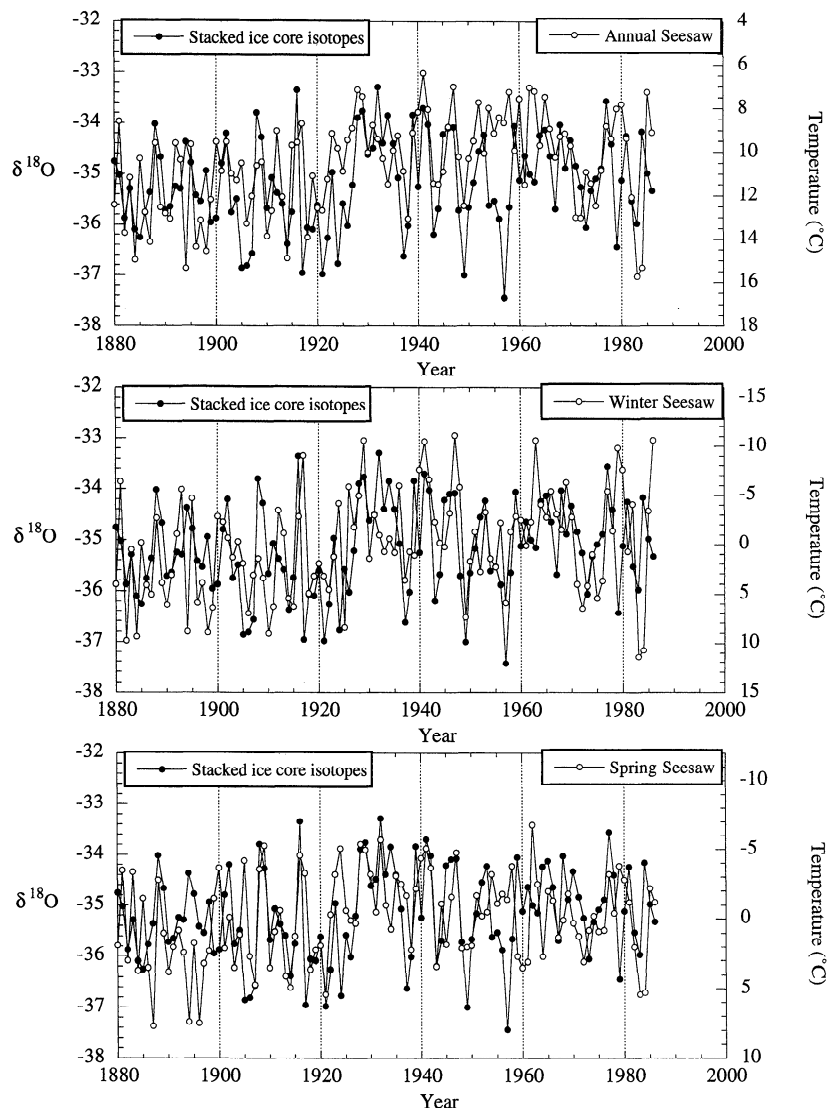 -32
-33
-34
-35
-36
-37
-38
δ 18O
Stacked ice core isotopes
Annual Seesaw
4
6
8
10
12
14
16
18
Temperature (°C)
1880 1900 1920 1940 1960 1980 2000
Year
-32
-33
-34
-35
-36
-37
-38
δ 18O
Stacked ice core isotopes
Winter Seesaw
-15
-10
-5
0
5
10
15
Temperature (°C)
1880 1900 1920 1940 1960 1980 2000
Year
-32
-33
-34
-35
-36
-37
-38
δ 18O
Stacked ice core isotopes
Spring Seesaw
-10
-5
0
5
10
Temperature (°C)
1880 1900 1920 1940 1960 1980 2000
Year